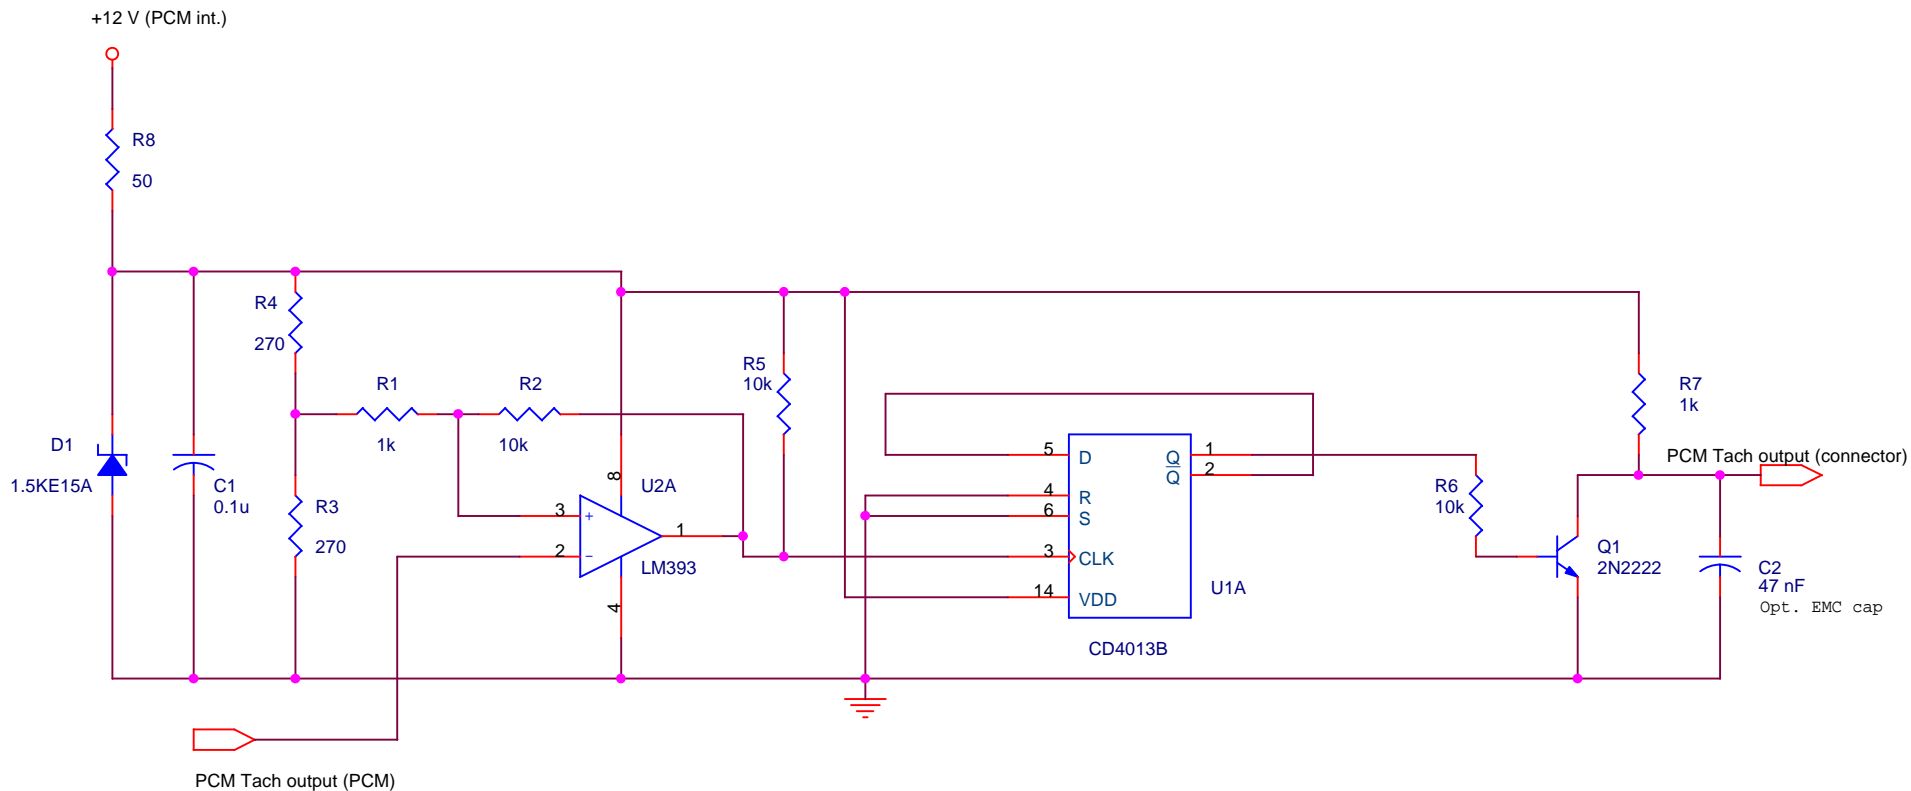 +12 V (PCM int.)
R8
50
R4
270
R1
1k
R2
10k
R5
10k
R7
1k
D1
1.5KE15A
C1
0.1u
R3
270
8
U2A
3
+
2
−
1
4
LM393
5
D
4
R
6
S
3
CLK
14
VDD
Q
1
Q̅
2
U1A
CD4013B
R6
10k
PCM Tach output (connector)
Q1
2N2222
C2
47 nF
Opt. EMC cap
PCM Tach output (PCM)